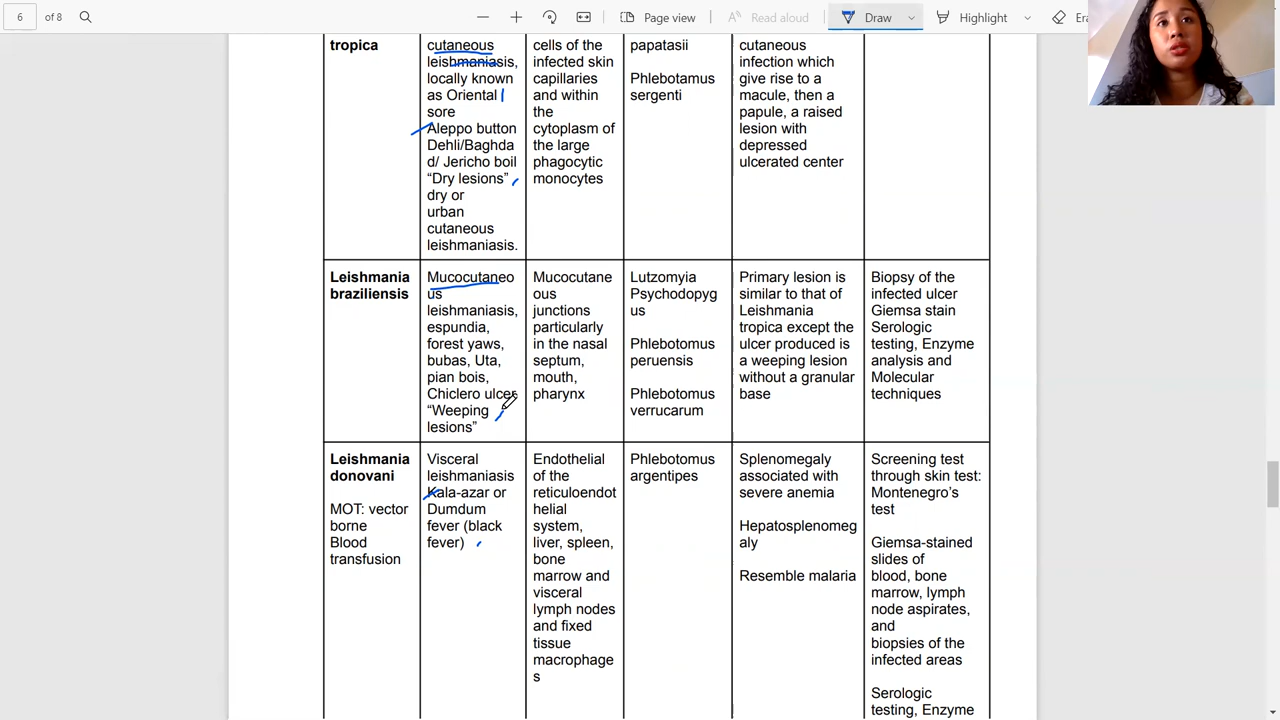 6 of 8 Page view Read aloud Draw Highlight Era
tropica
cutaneous
leishmaniasis,
locally known
as Oriental
sore
Aleppo button
Dehli/Baghda
d/ Jericho boil
“Dry lesions”
dry or
urban
cutaneous
leishmaniasis.
cells of the
infected skin
capillaries
and within
the
cytoplasm of
the large
phagocytic
monocytes
papatasii
Phlebotamus
sergenti
cutaneous
infection which
give rise to a
macule, then a
papule, a raised
lesion with
depressed
ulcerated center
Leishmania
braziliensis
Mucocutaneo
us
leishmaniasis,
espundia,
forest yaws,
bubas, Uta,
pian bois,
Chiclero ulcer
“Weeping
lesions”
Mucocutane
ous
junctions
particularly
in the nasal
septum,
mouth,
pharynx
Lutzomyia
Psychodopyg
us
Phlebotomus
peruensis
Phlebotomus
verrucarum
Primary lesion is
similar to that of
Leishmania
tropica except the
ulcer produced is
a weeping lesion
without a granular
base
Biopsy of the
infected ulcer
Giemsa stain
Serologic
testing, Enzyme
analysis and
Molecular
techniques
Leishmania
donovani
MOT: vector
borne
Blood
transfusion
Visceral
leishmaniasis
Kala-azar or
Dumdum
fever (black
fever)
Endothelial
of the
reticuloendot
helial
system,
liver, spleen,
bone
marrow and
visceral
lymph nodes
and fixed
tissue
macrophage
s
Phlebotomus
argentipes
Splenomegaly
associated with
severe anemia
Hepatosplenomeg
aly
Resemble malaria
Screening test
through skin test:
Montenegro’s
test
Giemsa-stained
slides of
blood, bone
marrow, lymph
node aspirates,
and
biopsies of the
infected areas
Serologic
testing, Enzyme